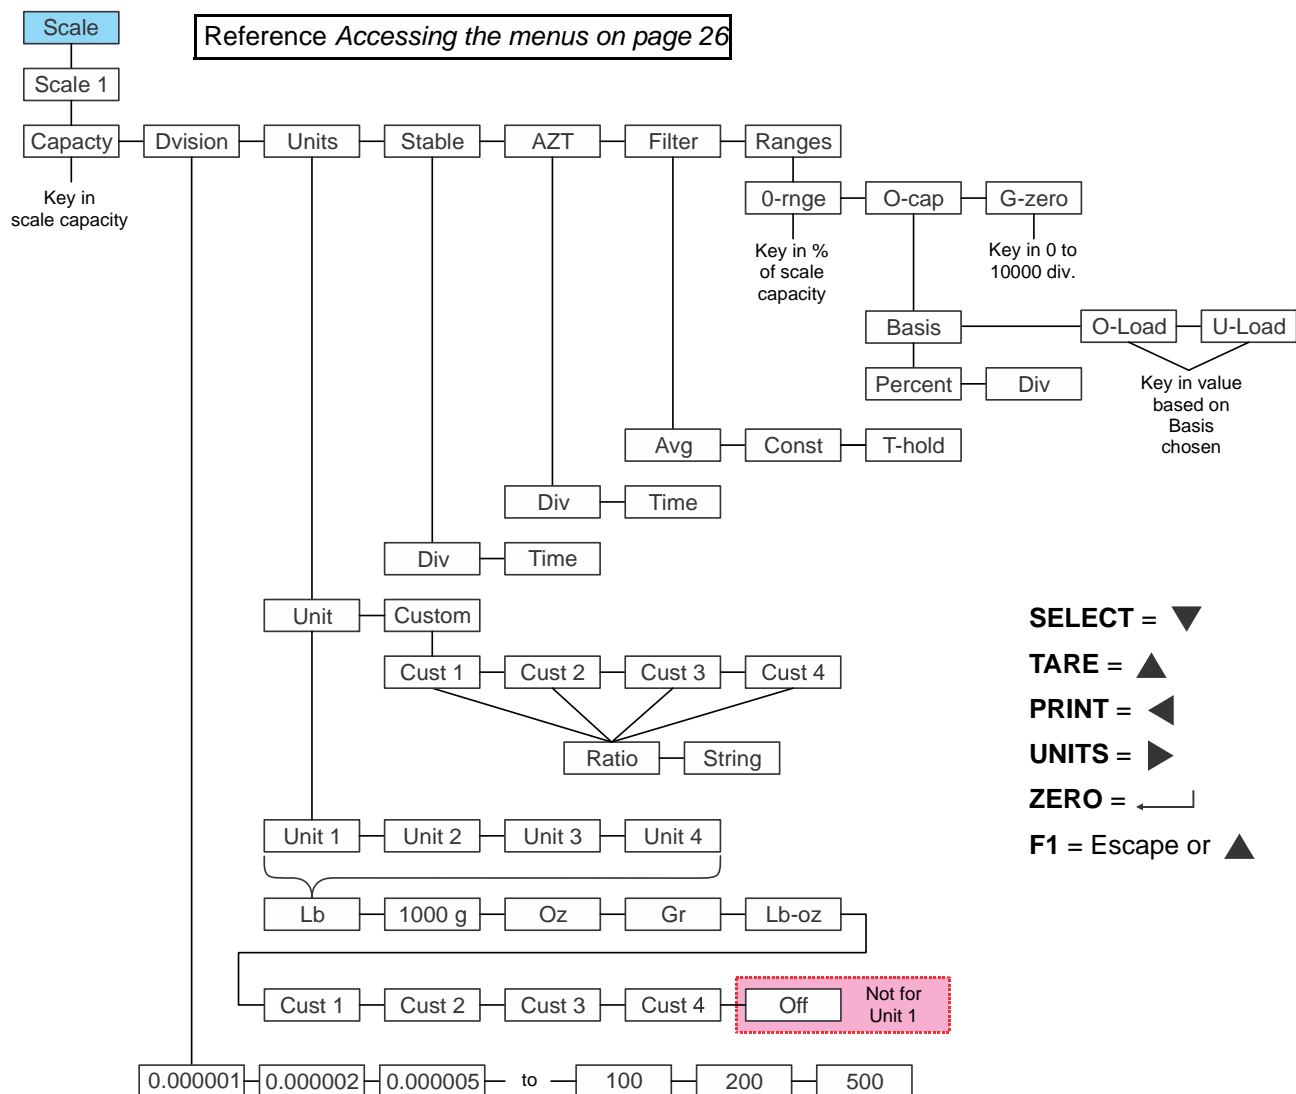 Scale
Reference Accessing the menus on page 26
Scale 1
Capacty Dvision Units Stable AZT Filter Ranges
Key in
scale capacity
0-rnge O-cap G-zero
Key in %
of scale
capacity
Key in 0 to
10000 div.
Basis O-Load U-Load
Percent Div
Key in value
based on
Basis
chosen
Avg Const T-hold
Div Time
Div Time
Unit Custom
Cust 1 Cust 2 Cust 3 Cust 4
Ratio String
SELECT = ▼
TARE = ▲
PRINT = ◀
UNITS = ▶
ZERO = ↵
F1 = Escape or ▲
Unit 1 Unit 2 Unit 3 Unit 4
Lb 1000 g Oz Gr Lb-oz
Cust 1 Cust 2 Cust 3 Cust 4 Off
Not for
Unit 1
0.000001 0.000002 0.000005 to 100 200 500